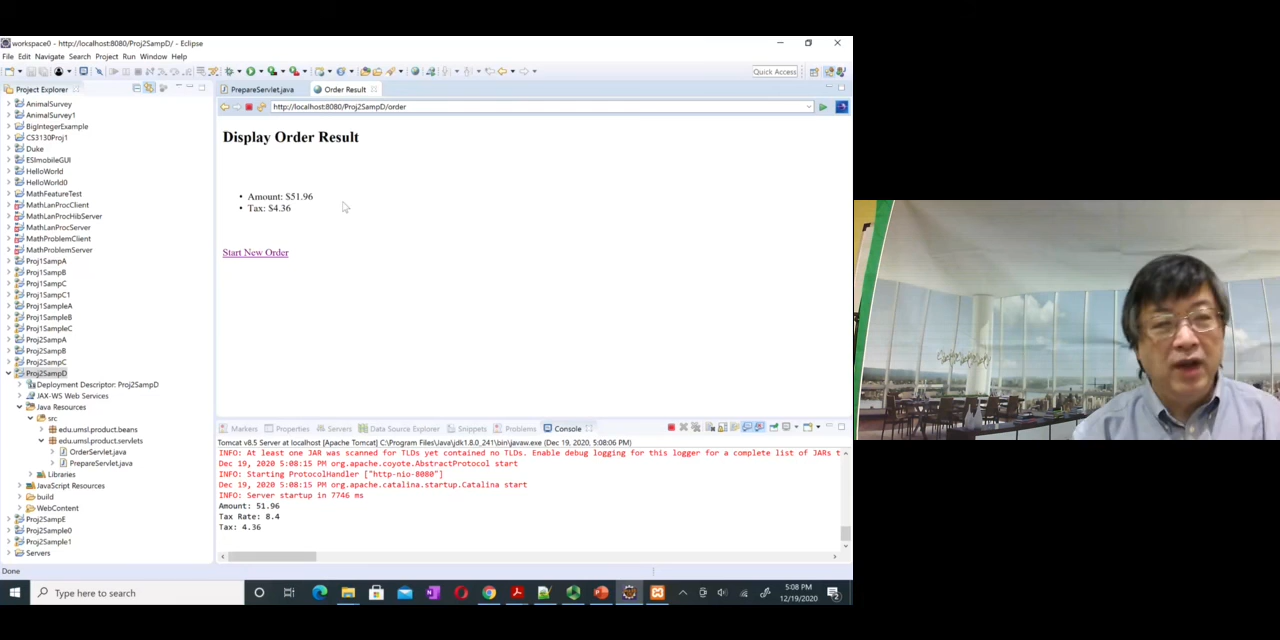 workspace0 - http://localhost:8080/Proj2SampD/ - Eclipse
File Edit Navigate Search Project Run Window Help
Quick Access
Project Explorer
AnimalSurvey
AnimalSurvey1
BigIntegerExample
CS3130Proj1
Duke
ESImobileGUI
HelloWorld
HelloWorld0
MathFeatureTest
MathLanProcClient
MathLanProcHibServer
MathLanProcServer
MathProblemClient
MathProblemServer
Proj1SampA
Proj1SampB
Proj1SampC
Proj1SampC1
Proj1SampleA
Proj1SampleB
Proj1SampleC
Proj2SampA
Proj2SampB
Proj2SampC
Proj2SampD
Deployment Descriptor: Proj2SampD
JAX-WS Web Services
Java Resources
src
edu.umsl.product.beans
edu.umsl.product.servlets
OrderServlet.java
PrepareServlet.java
Libraries
JavaScript Resources
build
WebContent
Proj2SampE
Proj2Sample0
Proj2Sample1
Servers
PrepareServlet.java Order Result
http://localhost:8080/Proj2SampD/order
Display Order Result
• Amount: $51.96
• Tax: $4.36
Start New Order
Markers Properties Servers Data Source Explorer Snippets Problems Console
Tomcat v8.5 Server at localhost [Apache Tomcat] C:\Program Files\Java\jdk1.8.0_241\bin\javaw.exe (Dec 19, 2020, 5:08:06 PM)
INFO: At least one JAR was scanned for TLDs yet contained no TLDs. Enable debug logging for this logger for a complete list of JARs t
Dec 19, 2020 5:08:15 PM org.apache.coyote.AbstractProtocol start
INFO: Starting ProtocolHandler ["http-nio-8080"]
Dec 19, 2020 5:08:15 PM org.apache.catalina.startup.Catalina start
INFO: Server startup in 7746 ms
Amount: 51.96
Tax Rate: 8.4
Tax: 4.36
Done
Type here to search
5:08 PM
12/19/2020